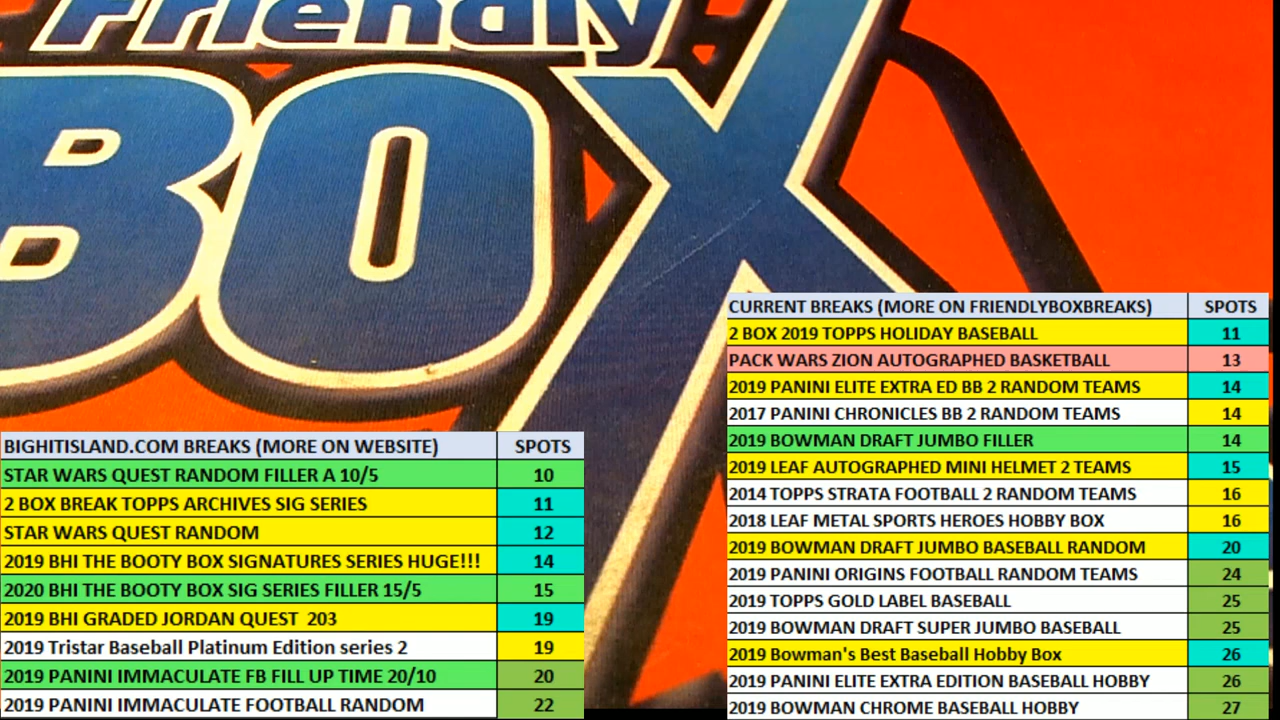 Friendly
BOX
BIGHITISLAND.COM BREAKS (MORE ON WEBSITE) SPOTS
STAR WARS QUEST RANDOM FILLER A 10/5 10
2 BOX BREAK TOPPS ARCHIVES SIG SERIES 11
STAR WARS QUEST RANDOM 12
2019 BHI THE BOOTY BOX SIGNATURES SERIES HUGE!!! 14
2020 BHI THE BOOTY BOX SIG SERIES FILLER 15/5 15
2019 BHI GRADED JORDAN QUEST 203 19
2019 Tristar Baseball Platinum Edition series 2 19
2019 PANINI IMMACULATE FB FILL UP TIME 20/10 20
2019 PANINI IMMACULATE FOOTBALL RANDOM 22
CURRENT BREAKS (MORE ON FRIENDLYBOXBREAKS) SPOTS
2 BOX 2019 TOPPS HOLIDAY BASEBALL 11
PACK WARS ZION AUTOGRAPHED BASKETBALL 13
2019 PANINI ELITE EXTRA ED BB 2 RANDOM TEAMS 14
2017 PANINI CHRONICLES BB 2 RANDOM TEAMS 14
2019 BOWMAN DRAFT JUMBO FILLER 14
2019 LEAF AUTOGRAPHED MINI HELMET 2 TEAMS 15
2014 TOPPS STRATA FOOTBALL 2 RANDOM TEAMS 16
2018 LEAF METAL SPORTS HEROES HOBBY BOX 16
2019 BOWMAN DRAFT JUMBO BASEBALL RANDOM 20
2019 PANINI ORIGINS FOOTBALL RANDOM TEAMS 24
2019 TOPPS GOLD LABEL BASEBALL 25
2019 BOWMAN DRAFT SUPER JUMBO BASEBALL 25
2019 Bowman's Best Baseball Hobby Box 26
2019 PANINI ELITE EXTRA EDITION BASEBALL HOBBY 26
2019 BOWMAN CHROME BASEBALL HOBBY 27